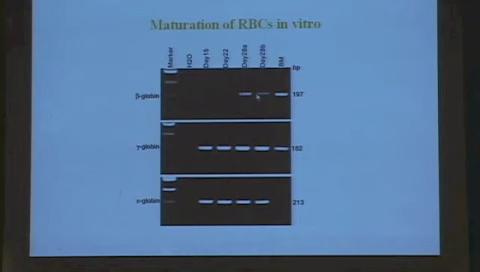 Maturation of RBCs in vitro
Marker H2O Day15 Day22 Day28a Day28b BM bp
β-globin 197
γ-globin 182
ε-globin 213